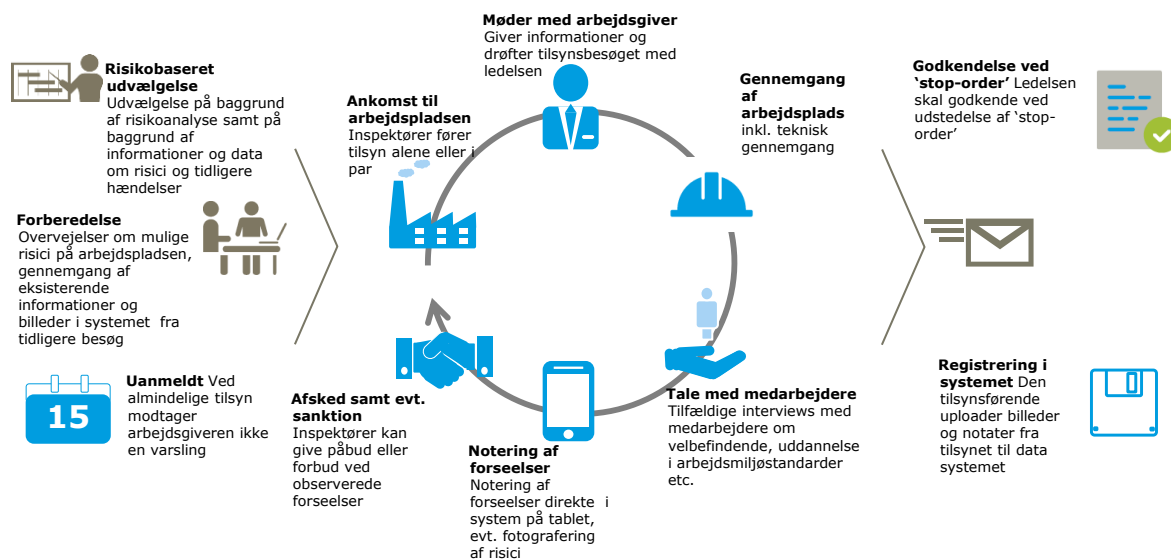 Risikobaseret
udvælgelse
Udvælgelse på baggrund
af risikoanalyse samt på
baggrund af
informationer og data
om risici og tidligere
hændelser
Forberedelse
Overvejelser om mulige
risici på arbejdspladsen,
gennemgang af
eksisterende
informationer og
billeder i systemet fra
tidligere besøg
15
Uanmeldt Ved
almindelige tilsyn
modtager
arbejdsgiveren ikke
en varsling
Ankomst til
arbejdspladsen
Inspektører fører
tilsyn alene eller i
par
Møder med arbejdsgiver
Giver informationer og
drøfter tilsynsbesøget med
ledelsen
Gennemgang
af
arbejdsplads
inkl. teknisk
gennemgang
Tale med medarbejdere
Tilfældige interviews med
medarbejdere om
velbefindende, uddannelse
i arbejdsmiljøstandarder
etc.
Notering af
forseelser
Notering af
forseelser direkte i
system på tablet,
evt. fotografering
af risici
Afsked samt evt.
sanktion
Inspektører kan
give påbud eller
forbud ved
observerede
forseelser
Godkendelse ved
‘stop-order’ Ledelsen
skal godkende ved
udstedelse af ‘stop-
order’
Registrering i
systemet Den
tilsynsførende
uploader billeder
og notater fra
tilsynet til data
systemet